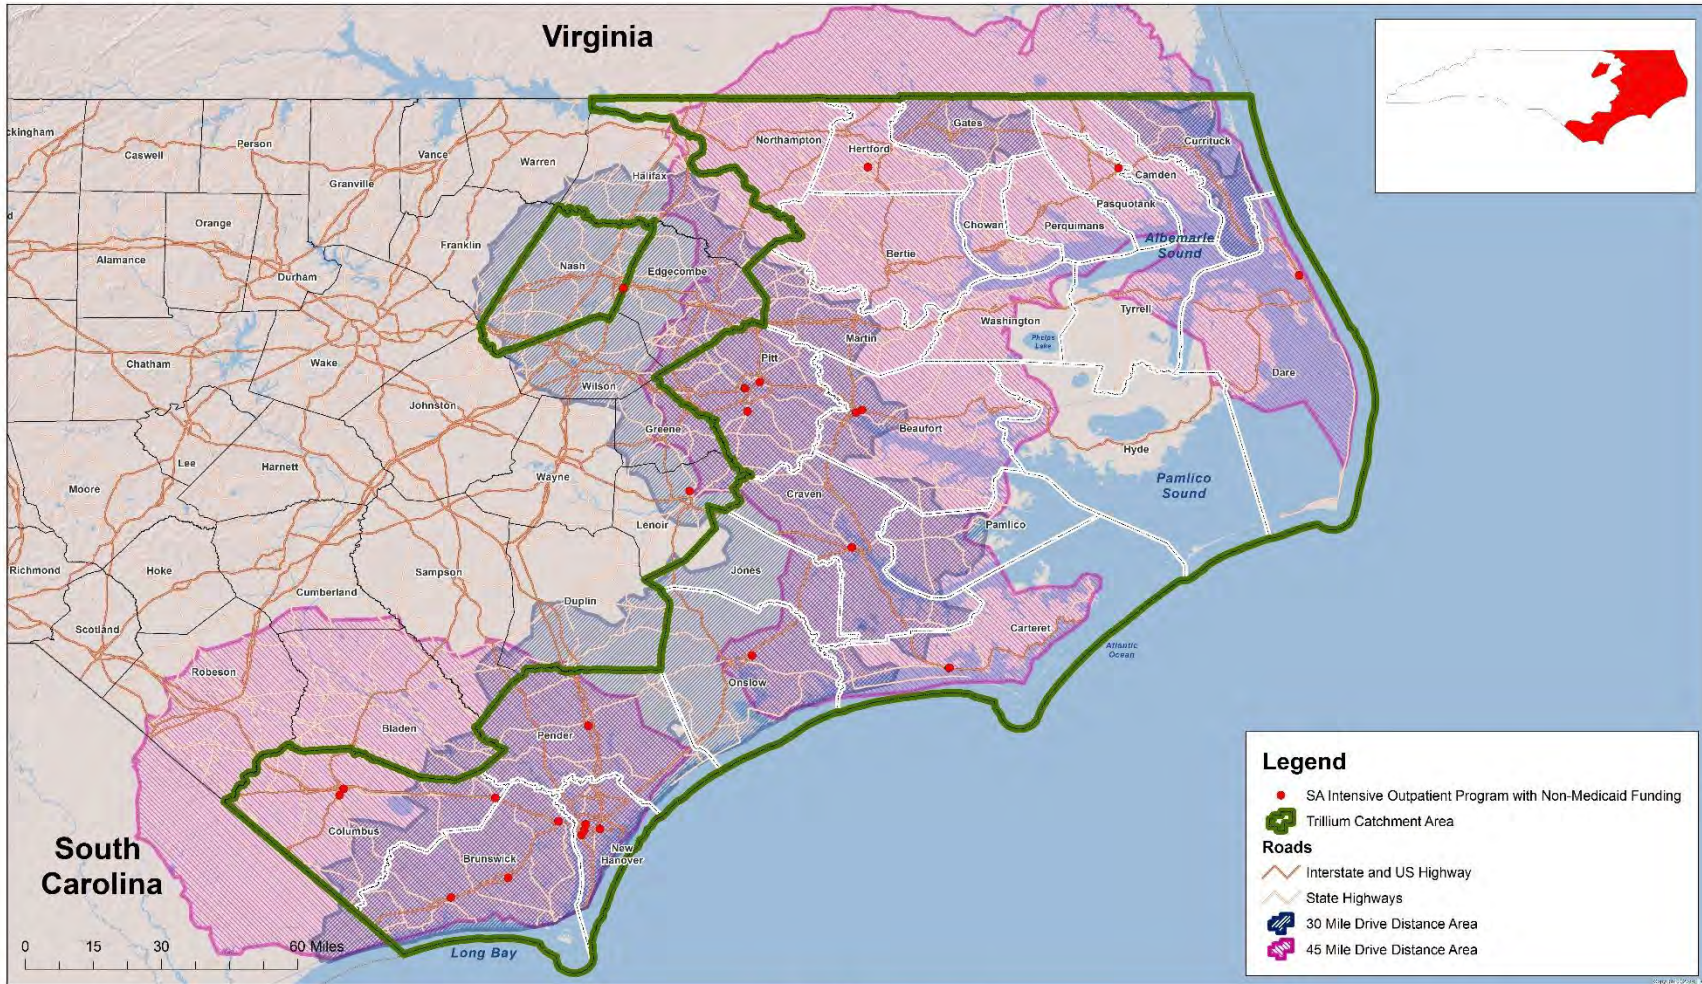 Virginia
ckingham
Caswell
Person
Vance
Warren
Northampton
Hertford
Gates
Currituck
Granville
Halifax
Camden
Pasquotank
d
Orange
Franklin
Chowan
Perquimans
Albemarle
Sound
Alamance
Durham
Nash
Edgecombe
Bertie
Washington
Tyrrell
Phelps
Lake
Chatham
Wake
Wilson
Pitt
Martin
Dare
Johnston
Greene
Beaufort
Hyde
Lee
Harnett
Moore
Wayne
Craven
Pamlico
Sound
Lenoir
Pamlico
Richmond
Hoke
Sampson
Jones
Cumberland
Duplin
Scotland
Carteret
Atlantic
Ocean
Robeson
Onslow
Bladen
Pender
Columbus
Brunswick
New
Hanover
South
Carolina
0 15 30 60 Miles
Long Bay
Legend
SA Intensive Outpatient Program with Non-Medicaid Funding
Trillium Catchment Area
Roads
Interstate and US Highway
State Highways
30 Mile Drive Distance Area
45 Mile Drive Distance Area